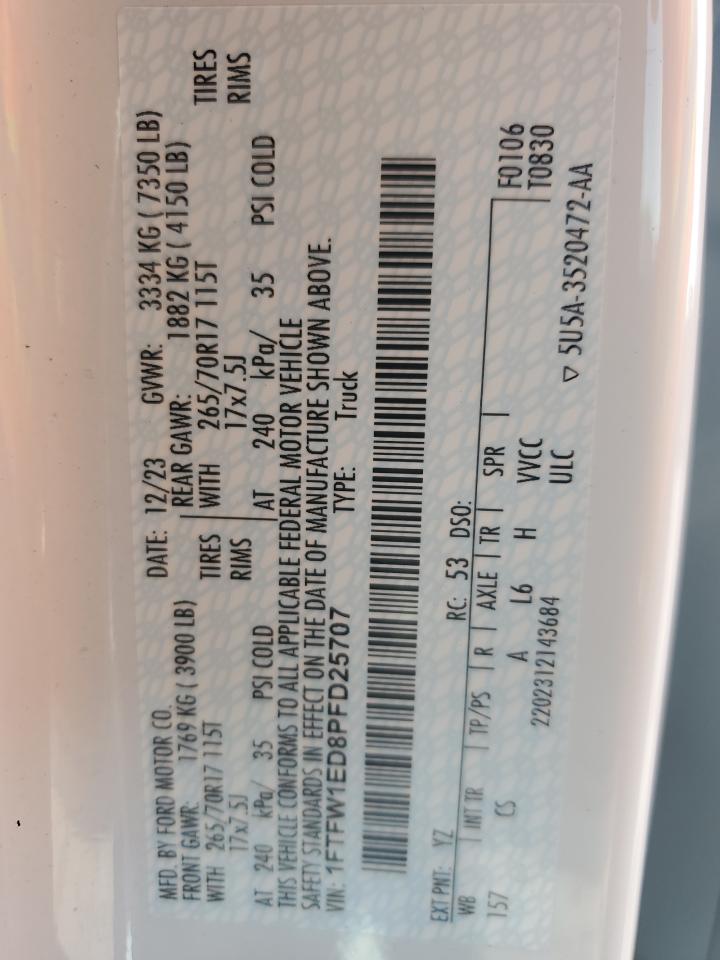 MFD. BY FORD MOTOR CO.
DATE: 12/23 GVWR: 3334 KG ( 7350 LB)
FRONT GAWR: 1769 KG ( 3900 LB)
REAR GAWR: 1882 KG ( 4150 LB)
WITH 265/70R17 115T TIRES
WITH 265/70R17 115T TIRES
17x7.5J RIMS
17x7.5J RIMS
AT 240 kPa/ 35 PSI COLD
AT 240 kPa/ 35 PSI COLD
THIS VEHICLE CONFORMS TO ALL APPLICABLE FEDERAL MOTOR VEHICLE
SAFETY STANDARDS IN EFFECT ON THE DATE OF MANUFACTURE SHOWN ABOVE.
VIN: 1FTFW1ED8PFD25707 TYPE: Truck
EXT PNT: YZ RC: 53 DSO:
WB INT TR TP/PS R AXLE TR SPR F0106
157 CS A L6 H VVCC T0830
2202312143684 ULC
▽ 5U5A-3520472-AA